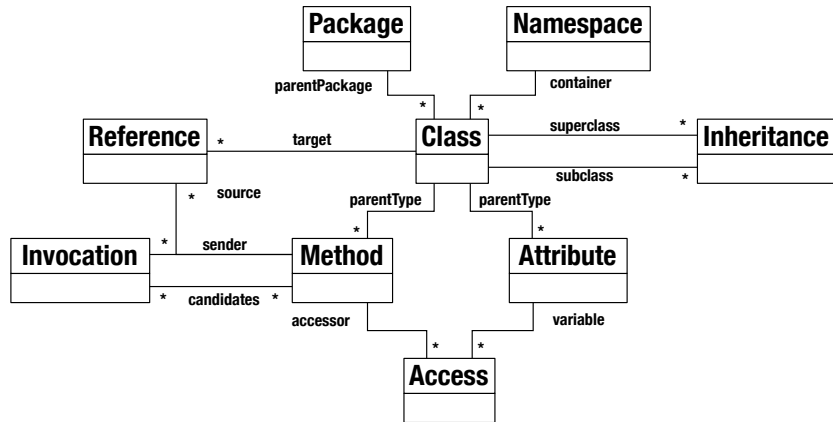 Package
Namespace
parentPackage
container
*
*
Reference
Class
Inheritance
*
target
superclass
*
subclass
*
*
source
parentType
parentType
*
*
Invocation
*
sender
Method
Attribute
*
candidates
*
accessor
variable
*
*
Access